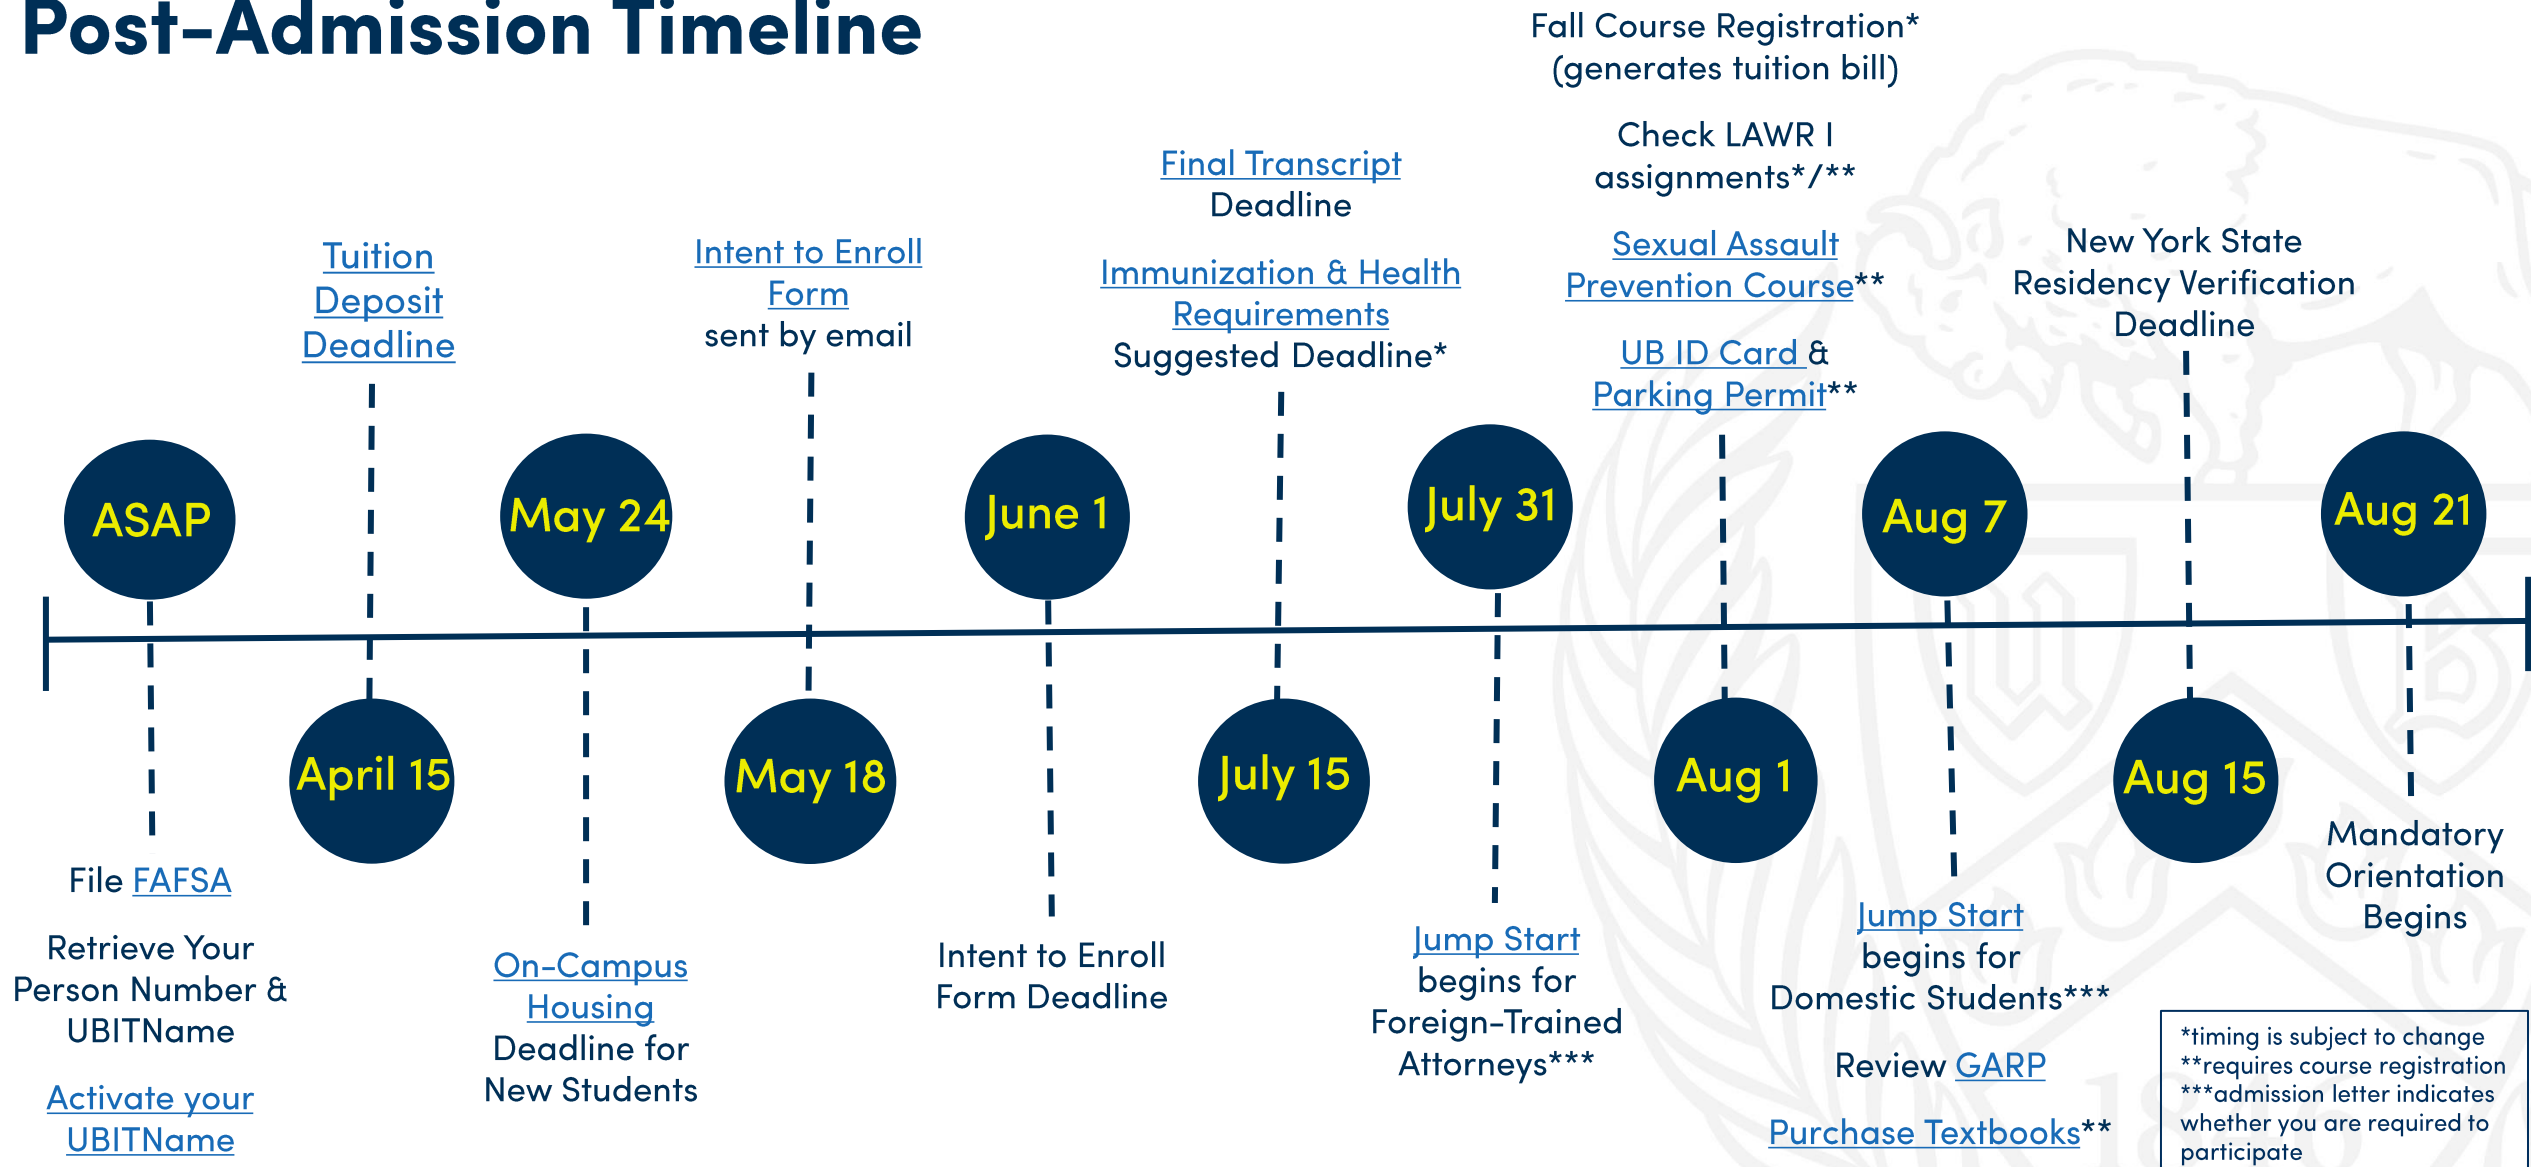 Post-Admission Timeline
ASAP
File FAFSA
Retrieve Your
Person Number &
UBITName
Activate your
UBITName
Tuition
Deposit
Deadline
April 15
May 24
On-Campus
Housing
Deadline for
New Students
Intent to Enroll
Form
sent by email
May 18
June 1
Intent to Enroll
Form Deadline
Final Transcript
Deadline
Immunization & Health
Requirements
Suggested Deadline*
July 15
July 31
Jump Start
begins for
Foreign-Trained
Attorneys***
Fall Course Registration*
(generates tuition bill)
Check LAWR I
assignments*/**
Sexual Assault
Prevention Course**
UB ID Card &
Parking Permit**
Aug 1
Aug 7
Jump Start
begins for
Domestic Students***
Review GARP
Purchase Textbooks**
New York State
Residency Verification
Deadline
Aug 15
Aug 21
Mandatory
Orientation
Begins
*timing is subject to change
**requires course registration
***admission letter indicates
whether you are required to
participate
UB